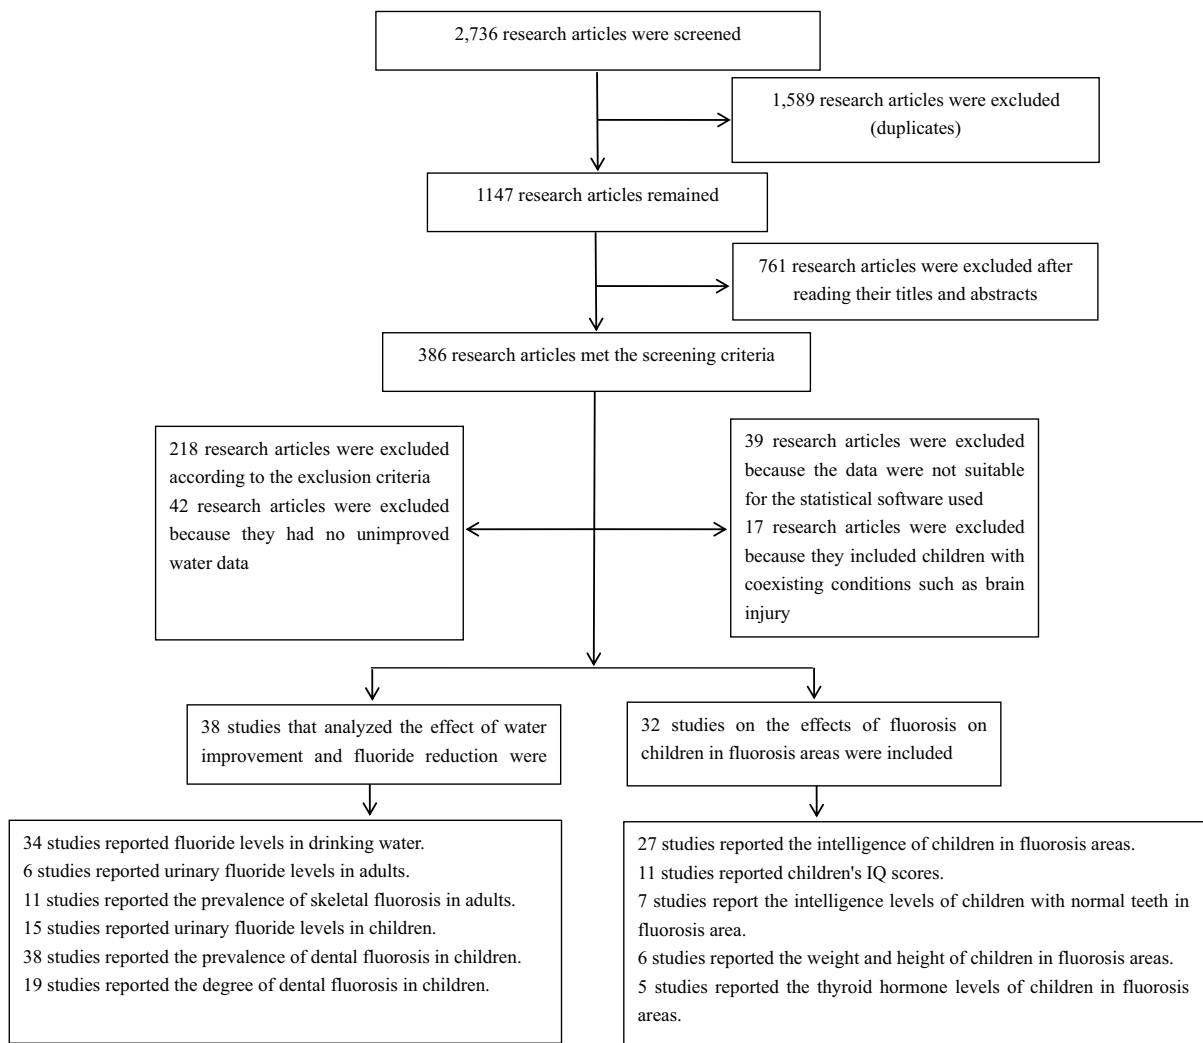 2,736 research articles were screened
1,589 research articles were excluded
(duplicates)
1147 research articles remained
761 research articles were excluded after
reading their titles and abstracts
386 research articles met the screening criteria
218 research articles were excluded
according to the exclusion criteria
42 research articles were excluded
because they had no unimproved
water data
39 research articles were excluded
because the data were not suitable
for the statistical software used
17 research articles were excluded
because they included children with
coexisting conditions such as brain
injury
38 studies that analyzed the effect of water
improvement and fluoride reduction were
32 studies on the effects of fluorosis on
children in fluorosis areas were included
34 studies reported fluoride levels in drinking water.
6 studies reported urinary fluoride levels in adults.
11 studies reported the prevalence of skeletal fluorosis in adults.
15 studies reported urinary fluoride levels in children.
38 studies reported the prevalence of dental fluorosis in children.
19 studies reported the degree of dental fluorosis in children.
27 studies reported the intelligence of children in fluorosis areas.
11 studies reported children's IQ scores.
7 studies report the intelligence levels of children with normal teeth in
fluorosis area.
6 studies reported the weight and height of children in fluorosis areas.
5 studies reported the thyroid hormone levels of children in fluorosis
areas.